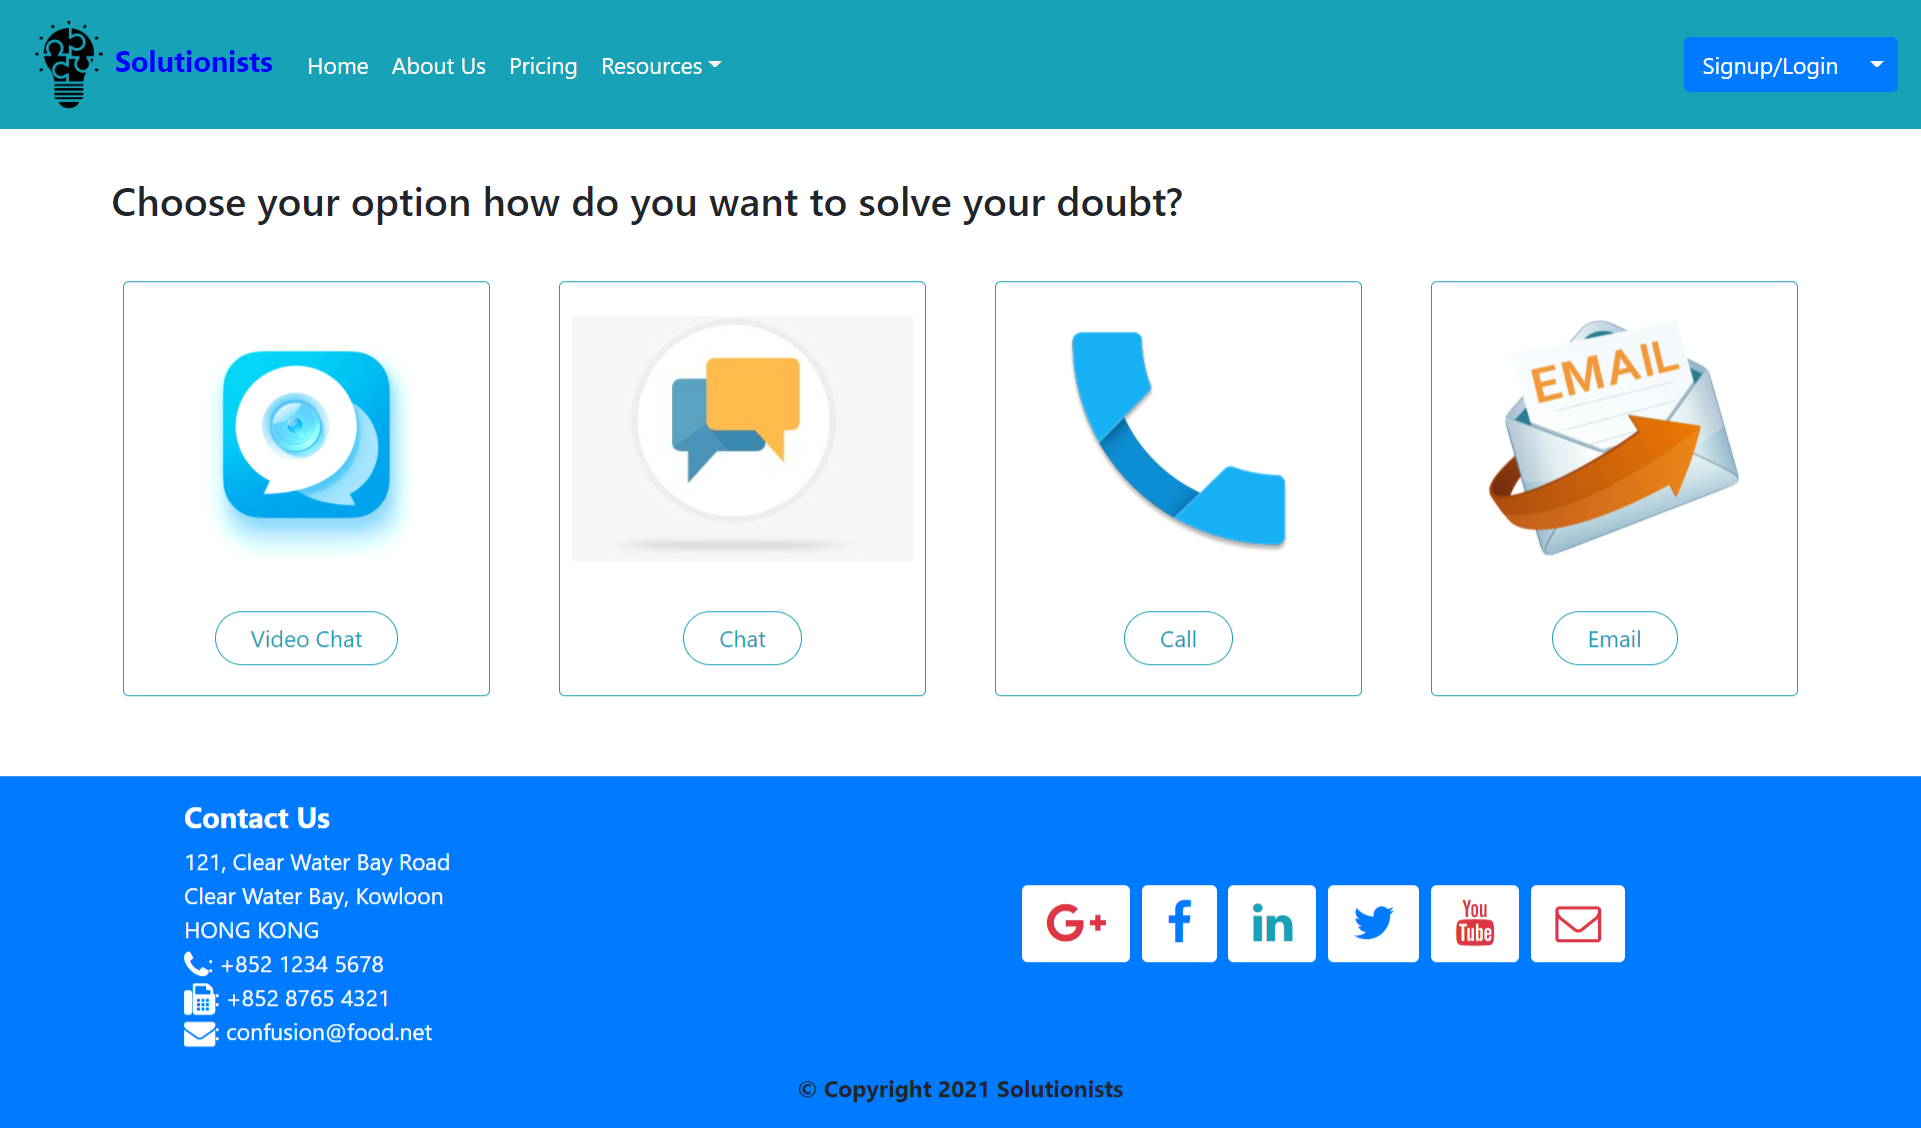 Solutionists
Home
About Us
Pricing
Resources
Signup/Login
Choose your option how do you want to solve your doubt?
EMAIL
Video Chat
Chat
Call
Email
Contact Us
121, Clear Water Bay Road
Clear Water Bay, Kowloon
HONG KONG
: +852 1234 5678
: +852 8765 4321
: confusion@food.net
G+
f
in
You
Tube
© Copyright 2021 Solutionists